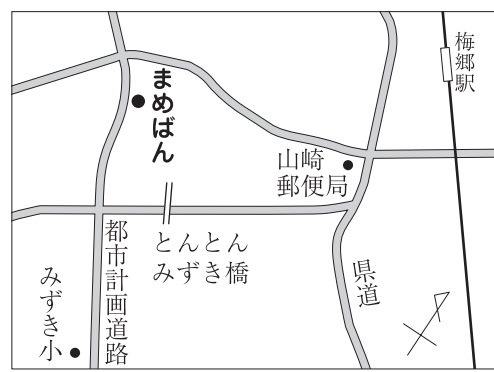 梅郷駅
まめばん
山崎
郵便局
とんとん
みずき橋
都市計画道路
県道
みずき小